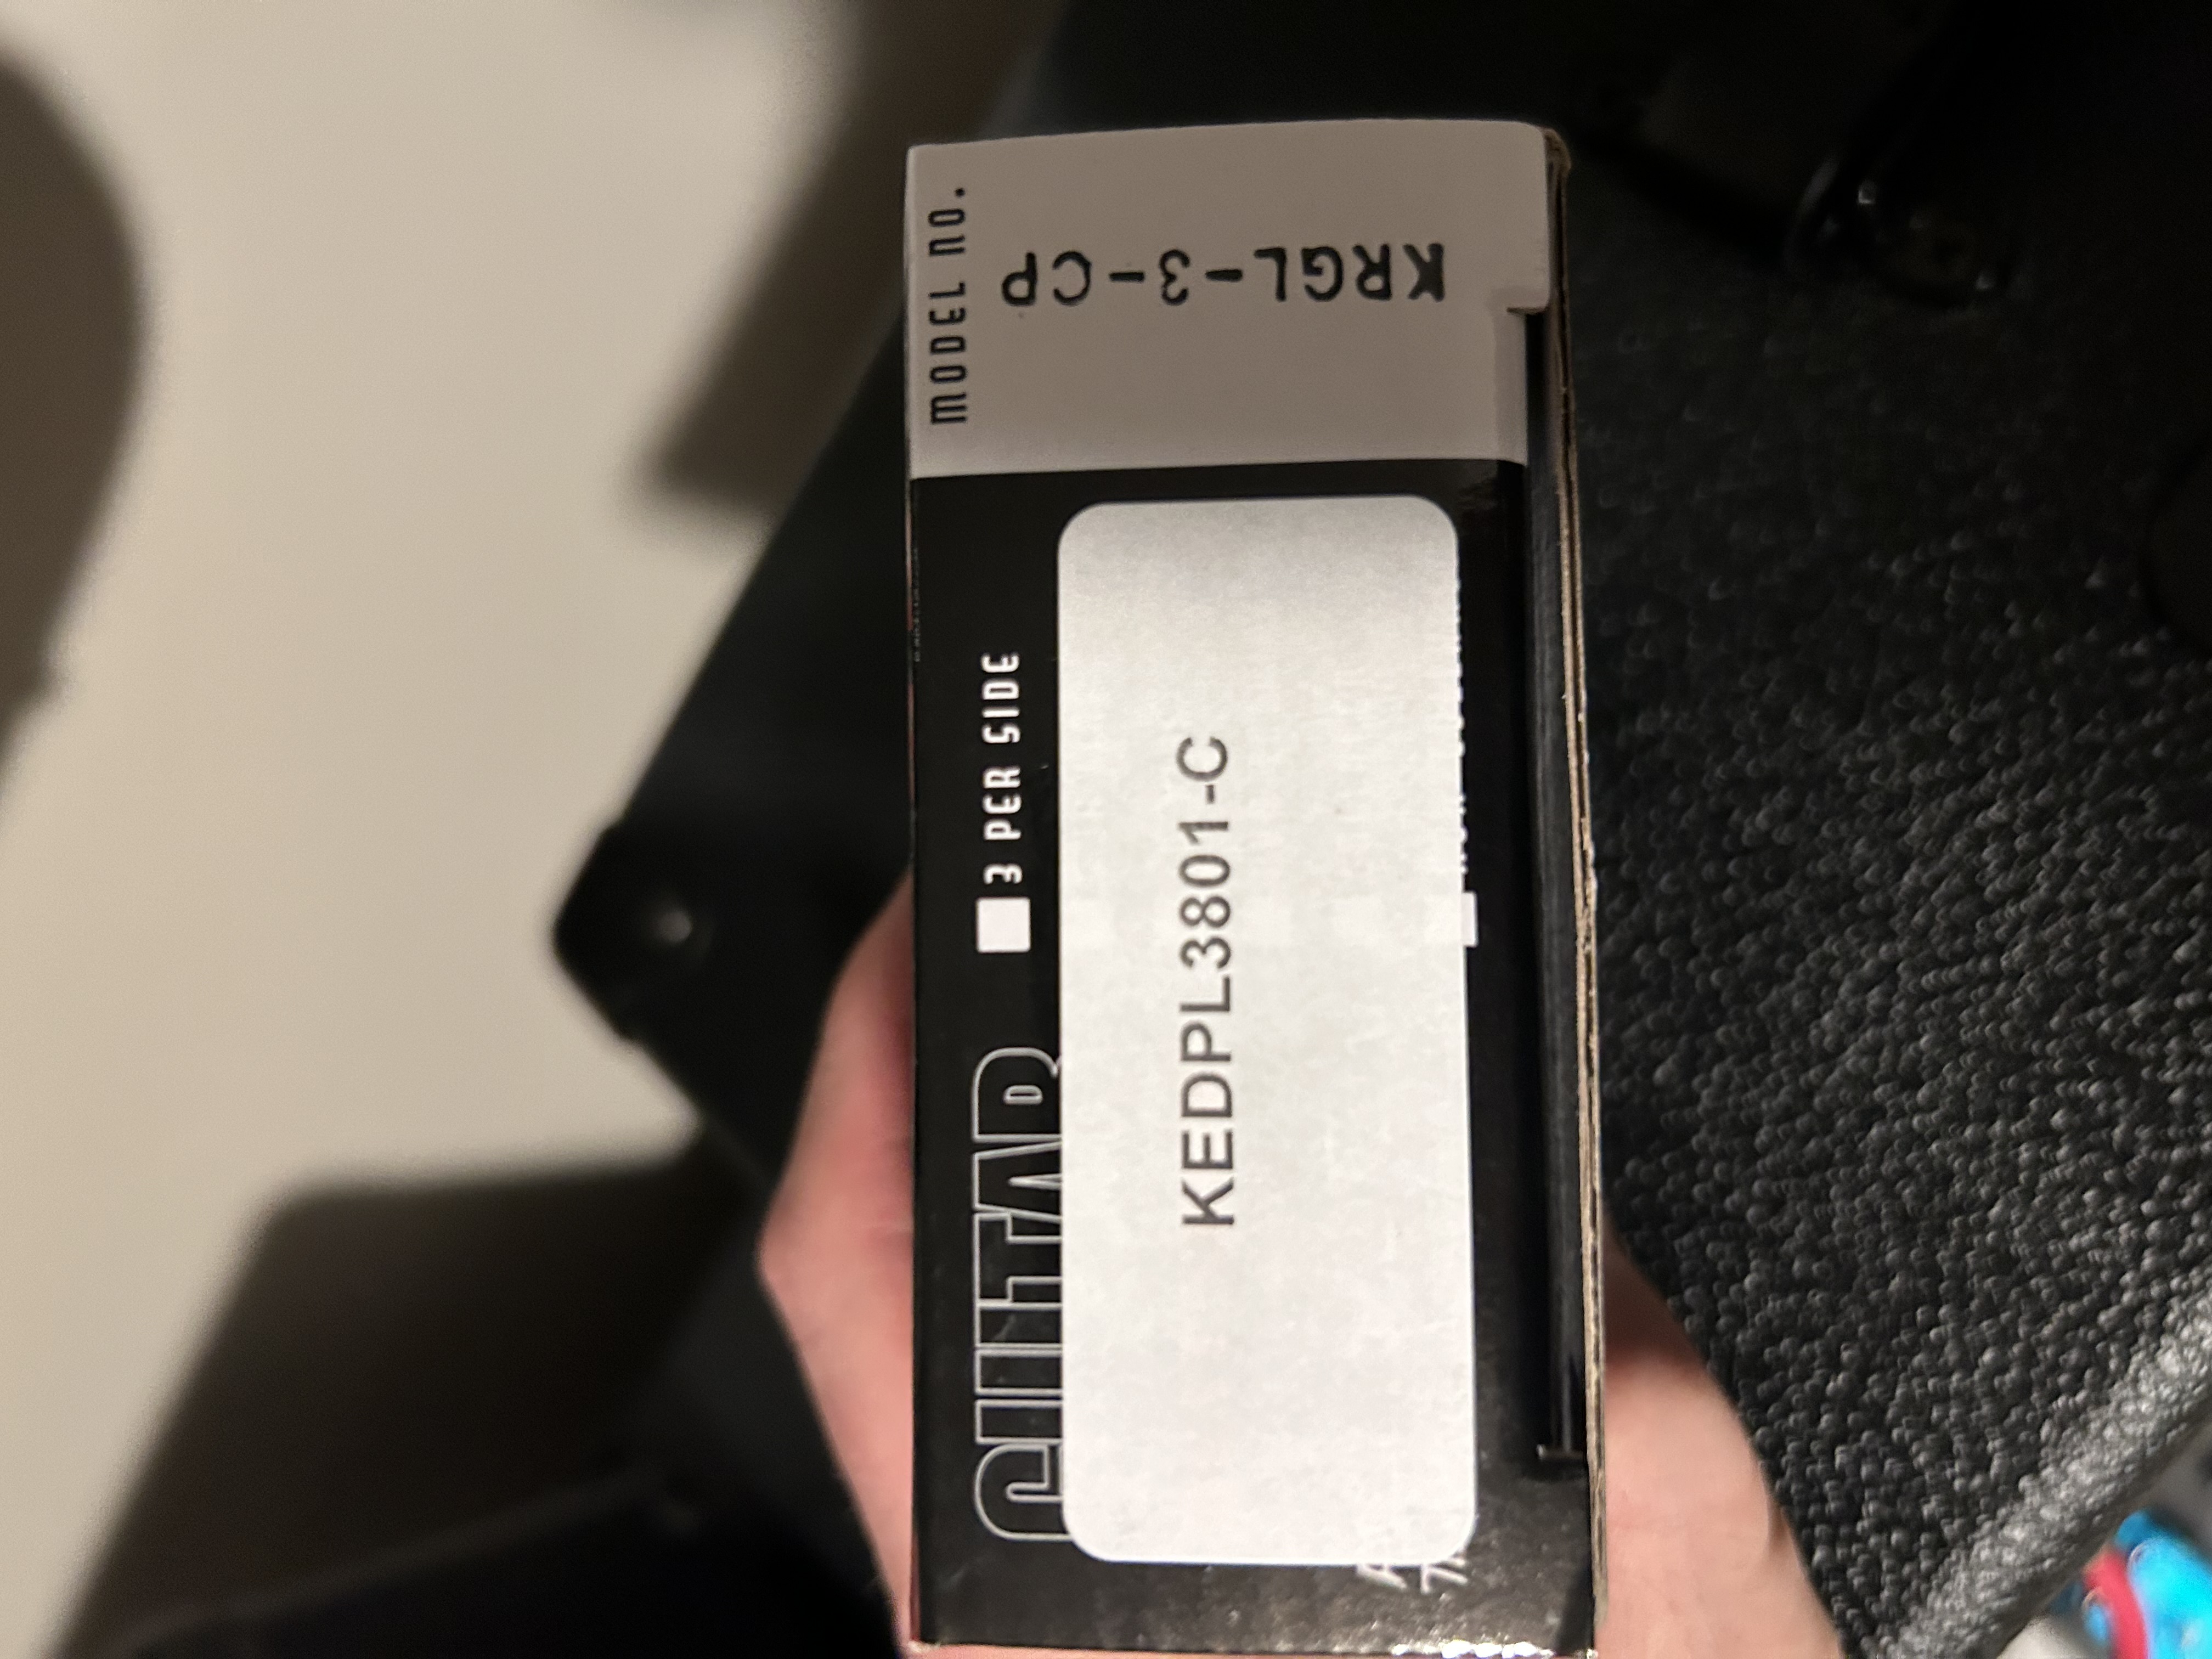 MODEL NO.
KRGL-3-CP
3 PER SIDE
GUITAR
KEDPL3801-C